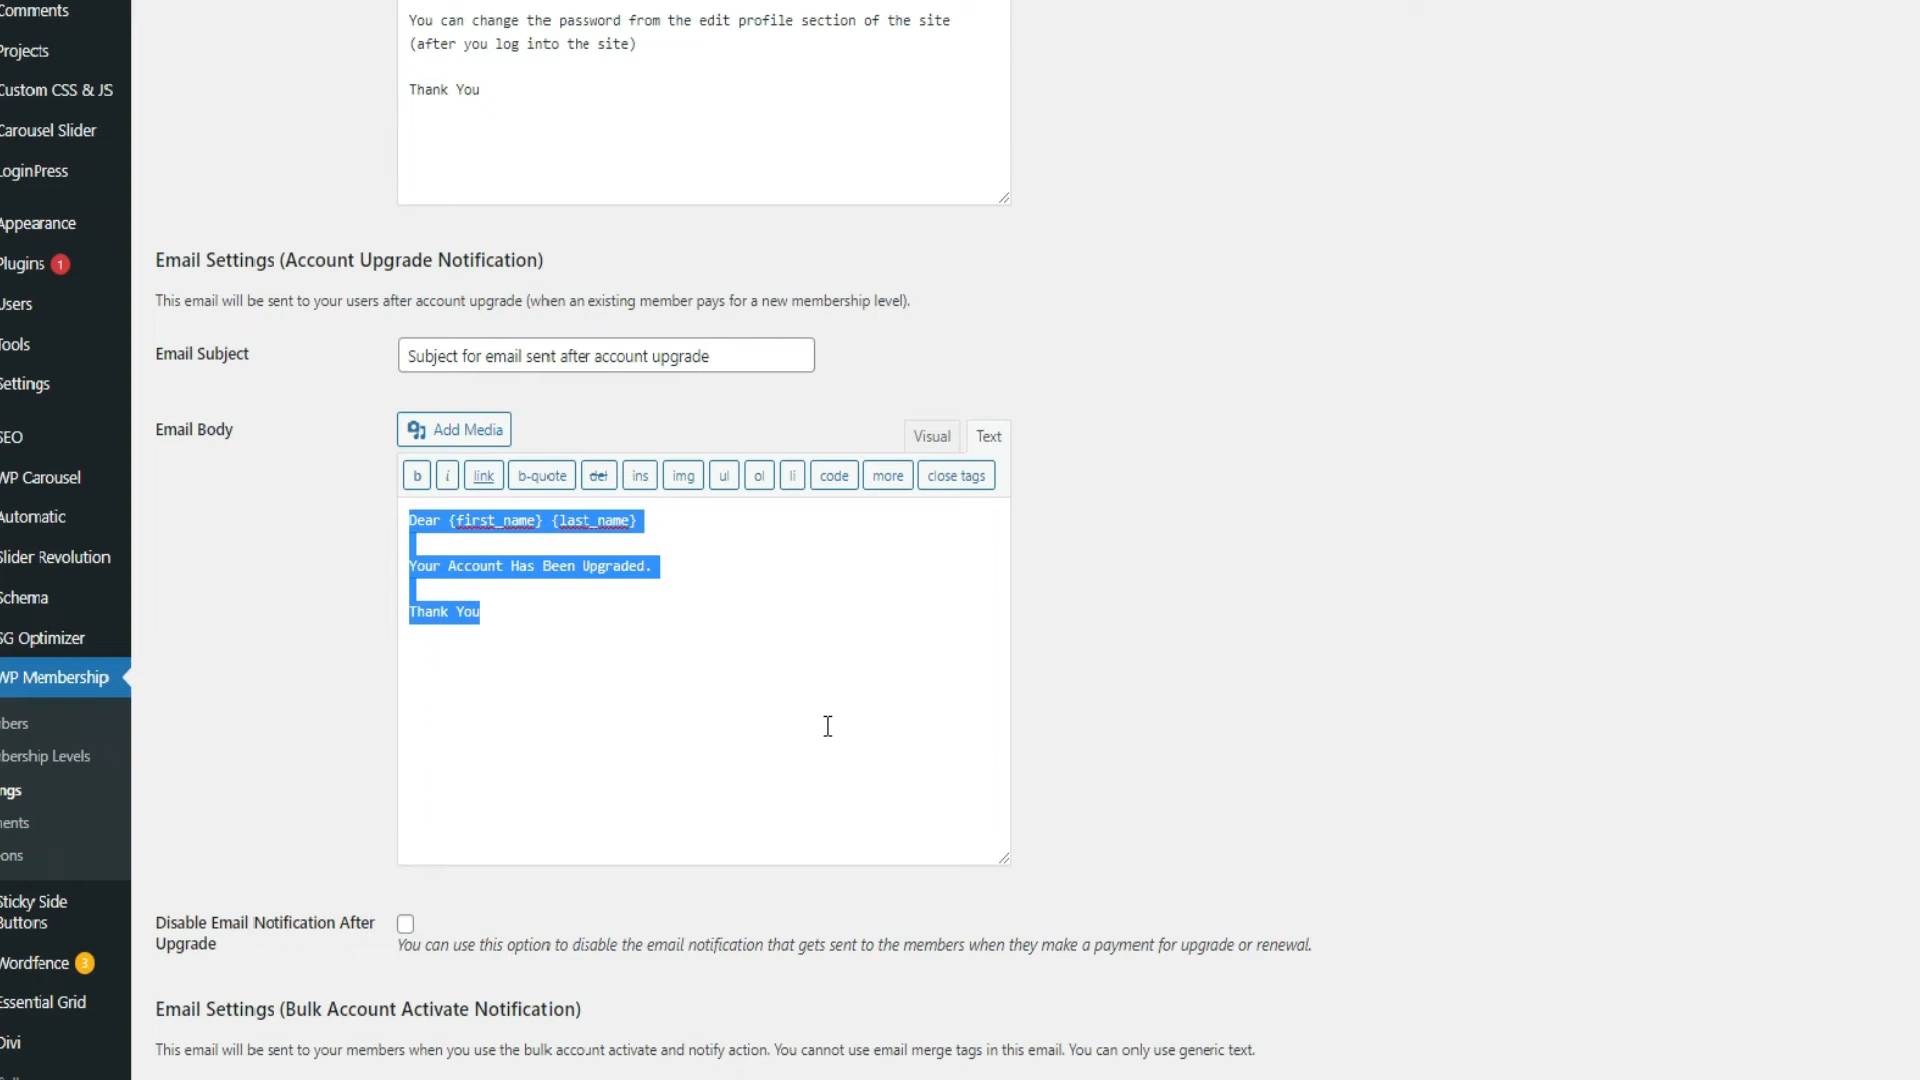 Comments
Projects
Custom CSS & JS
Carousel Slider
LoginPress
Appearance
Plugins 1
Users
Tools
Settings
SEO
WP Carousel
Automatic
Slider Revolution
Schema
SG Optimizer
WP Membership
bers
bership Levels
ngs
ents
ons
Sticky Side
Buttons
Wordfence 3
Essential Grid
Divi
You can change the password from the edit profile section of the site
(after you log into the site)
Thank You
Email Settings (Account Upgrade Notification)
This email will be sent to your users after account upgrade (when an existing member pays for a new membership level).
Email Subject
Subject for email sent after account upgrade
Email Body
Add Media
Visual Text
b i link b-quote del ins img ul ol li code more close tags
Dear {first_name} {last_name}
Your Account Has Been Upgraded.
Thank You
Disable Email Notification After
Upgrade
You can use this option to disable the email notification that gets sent to the members when they make a payment for upgrade or renewal.
Email Settings (Bulk Account Activate Notification)
This email will be sent to your members when you use the bulk account activate and notify action. You cannot use email merge tags in this email. You can only use generic text.